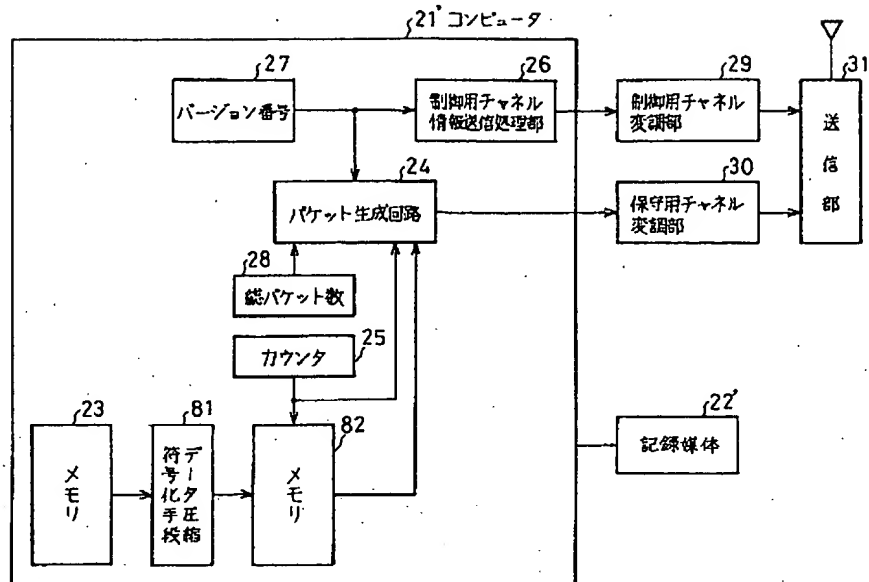 21' コンピュータ
27
バージョン番号
26
制御用チャネル
情報送信処理部
29
制御用チャネル
変調部
31
送信部
24
パケット生成回路
30
保守用チャネル
変調部
28
総パケット数
25
カウンタ
23
メモリ
81
データ圧縮
符号化手段
82
メモリ
22'
記録媒体